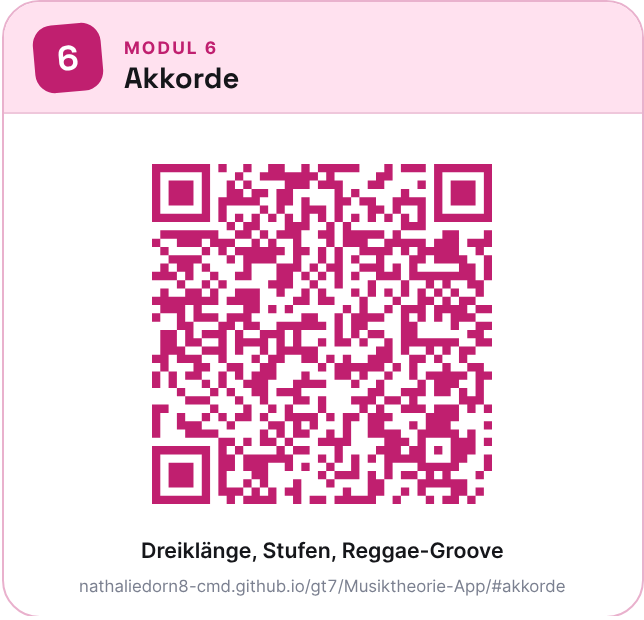 6
MODUL 6
Akkorde
Dreiklänge, Stufen, Reggae-Groove
nathaliedorn8-cmd.github.io/gt7/Musiktheorie-App/#akkorde